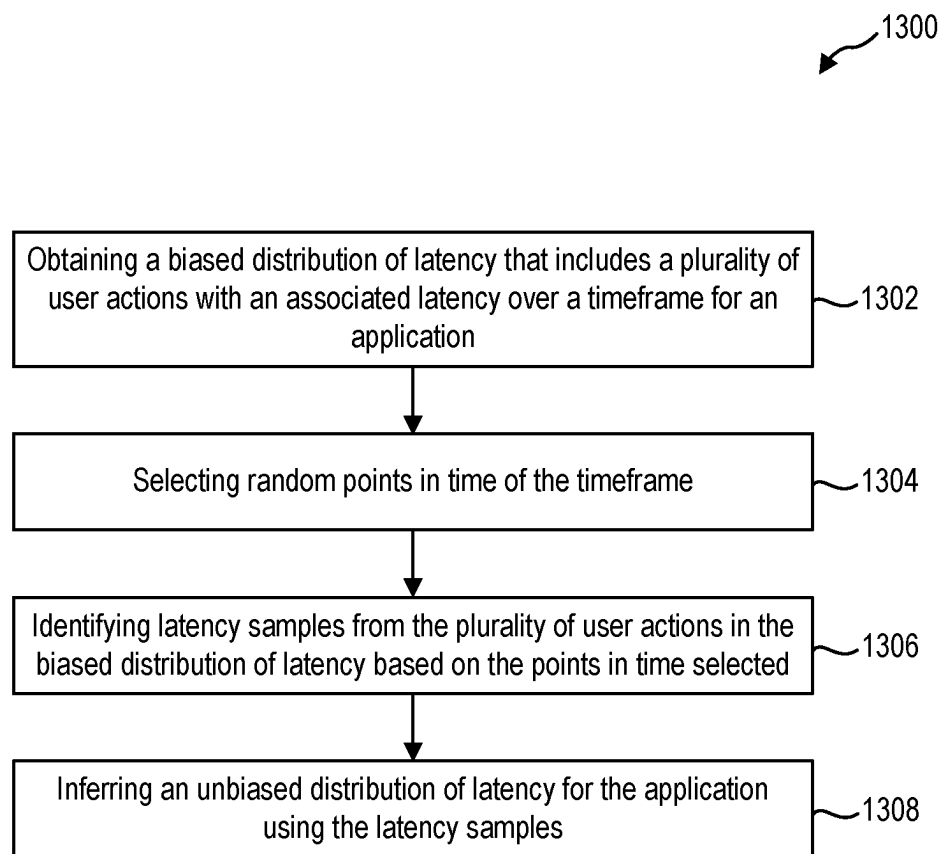 1300
Obtaining a biased distribution of latency that includes a plurality of
user actions with an associated latency over a timeframe for an
application
1302
Selecting random points in time of the timeframe
1304
Identifying latency samples from the plurality of user actions in the
biased distribution of latency based on the points in time selected
1306
Inferring an unbiased distribution of latency for the application
using the latency samples
1308